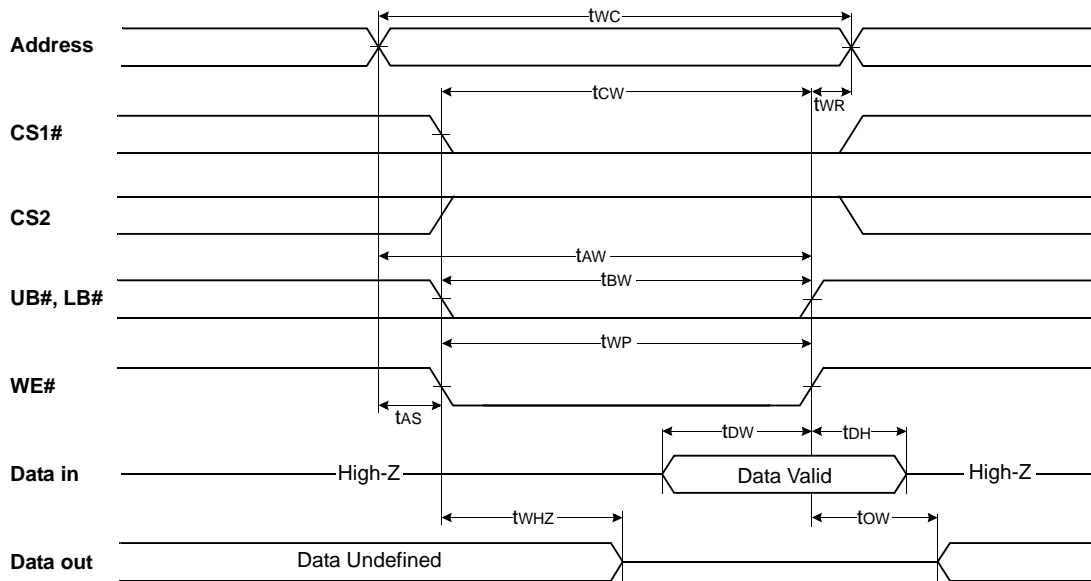 tWC
Address
tCW
tWR
CS1#
CS2
tAW
tBW
UB#, LB#
tWP
WE#
tAS
tDW
tDH
Data in
High-Z
Data Valid
High-Z
tWHZ
tOW
Data out
Data Undefined